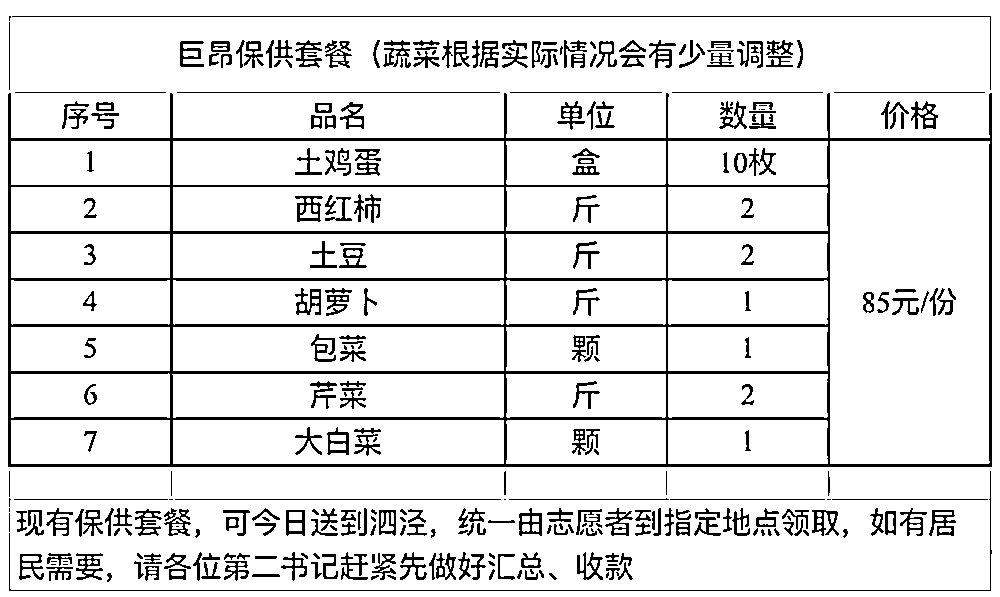 巨昂保供套餐（蔬菜根据实际情况会有少量调整）
序号 品名 单位 数量 价格
1 土鸡蛋 盒 10枚
2 西红柿 斤 2
3 土豆 斤 2
4 胡萝卜 斤 1 85元/份
5 包菜 颗 1
6 芹菜 斤 2
7 大白菜 颗 1
现有保供套餐，可今日送到泗泾，统一由志愿者到指定地点领取，如有居
民需要，请各位第二书记赶紧先做好汇总、收款